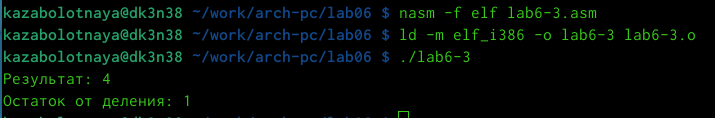 kazabolotnaya@dk3n38 ~/work/arch-pc/lab06 $ nasm -f elf lab6-3.asm
kazabolotnaya@dk3n38 ~/work/arch-pc/lab06 $ ld -m elf_i386 -o lab6-3 lab6-3.o
kazabolotnaya@dk3n38 ~/work/arch-pc/lab06 $ ./lab6-3
Результат: 4
Остаток от деления: 1